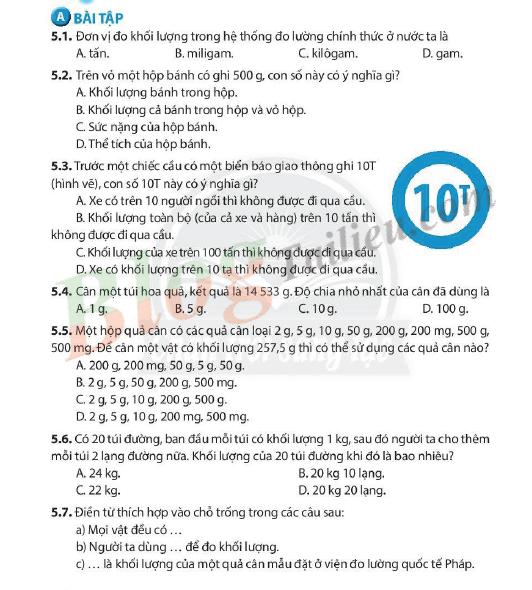 A BÀI TẬP
5.1. Đơn vị đo khối lượng trong hệ thống đo lường chính thức ở nước ta là
A. tấn. B. miligam. C. kilôgam. D. gam.
5.2. Trên vỏ một hộp bánh có ghi 500 g, con số này có ý nghĩa gì?
A. Khối lượng bánh trong hộp.
B. Khối lượng cả bánh trong hộp và vỏ hộp.
C. Sức nặng của hộp bánh.
D. Thể tích của hộp bánh.
5.3. Trước một chiếc cầu có một biển báo giao thông ghi 10T
(hình vẽ), con số 10T này có ý nghĩa gì?
A. Xe có trên 10 người ngồi thì không được đi qua cầu.
B. Khối lượng toàn bộ (của cả xe và hàng) trên 10 tấn thì
không được đi qua cầu.
C. Khối lượng của xe trên 100 tấn thì không được đi qua cầu.
D. Xe có khối lượng trên 10 tạ thì không được đi qua cầu.
10T
5.4. Cân một túi hoa quả, kết quả là 14 533 g. Độ chia nhỏ nhất của cân đã dùng là
A. 1 g. B. 5 g. C. 10 g. D. 100 g.
5.5. Một hộp quả cân có các quả cân loại 2 g, 5 g, 10 g, 50 g, 200 g, 200 mg, 500 g,
500 mg. Để cân một vật có khối lượng 257,5 g thì có thể sử dụng các quả cân nào?
A. 200 g, 200 mg, 50 g, 5 g, 50 g.
B. 2 g, 5 g, 50 g, 200 g, 500 mg.
C. 2 g, 5 g, 10 g, 200 g, 500 g.
D. 2 g, 5 g, 10 g, 200 mg, 500 mg.
5.6. Có 20 túi đường, ban đầu mỗi túi có khối lượng 1 kg, sau đó người ta cho thêm
mỗi túi 2 lạng đường nữa. Khối lượng của 20 túi đường khi đó là bao nhiêu?
A. 24 kg. B. 20 kg 10 lạng.
C. 22 kg. D. 20 kg 20 lạng.
5.7. Điền từ thích hợp vào chỗ trống trong các câu sau:
a) Mọi vật đều có …
b) Người ta dùng … để đo khối lượng.
c) … là khối lượng của một quả cân mẫu đặt ở viện đo lường quốc tế Pháp.
Blog Tailieu.com